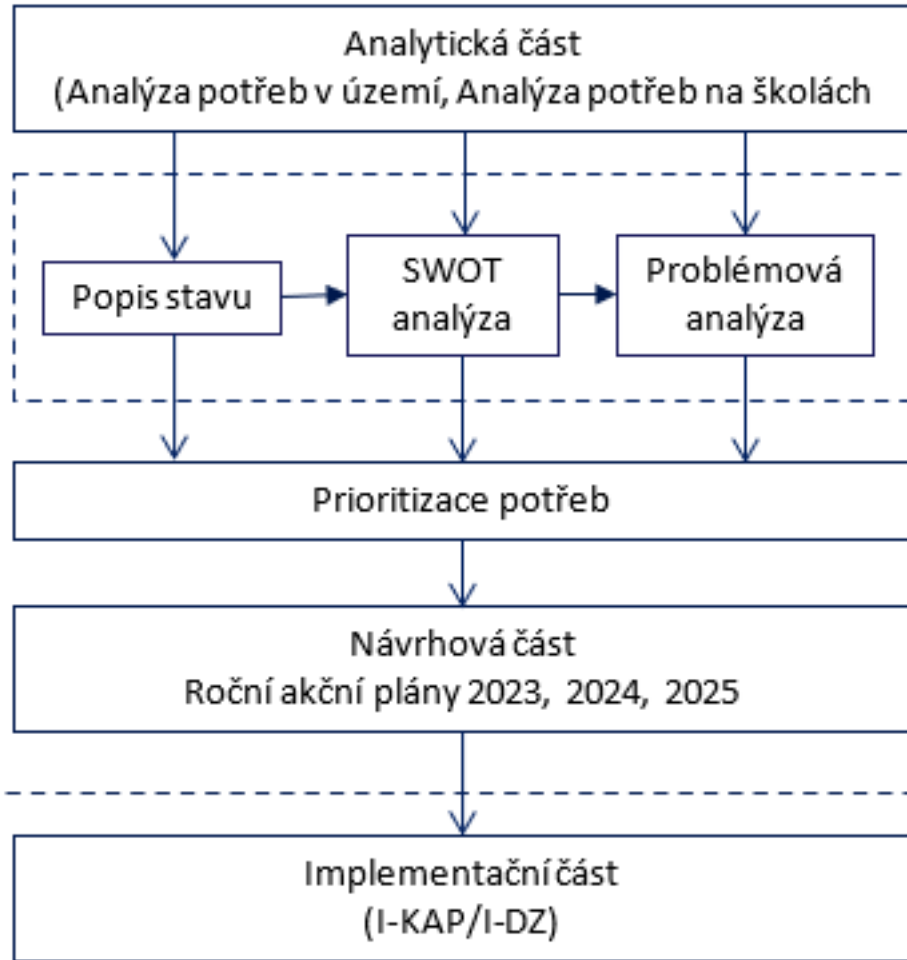 Analytická část
(Analýza potřeb v území, Analýza potřeb na školách
Popis stavu
SWOT
analýza
Problémová
analýza
Prioritizace potřeb
Návrhová část
Roční akční plány 2023, 2024, 2025
Implementační část
(I-KAP/I-DZ)